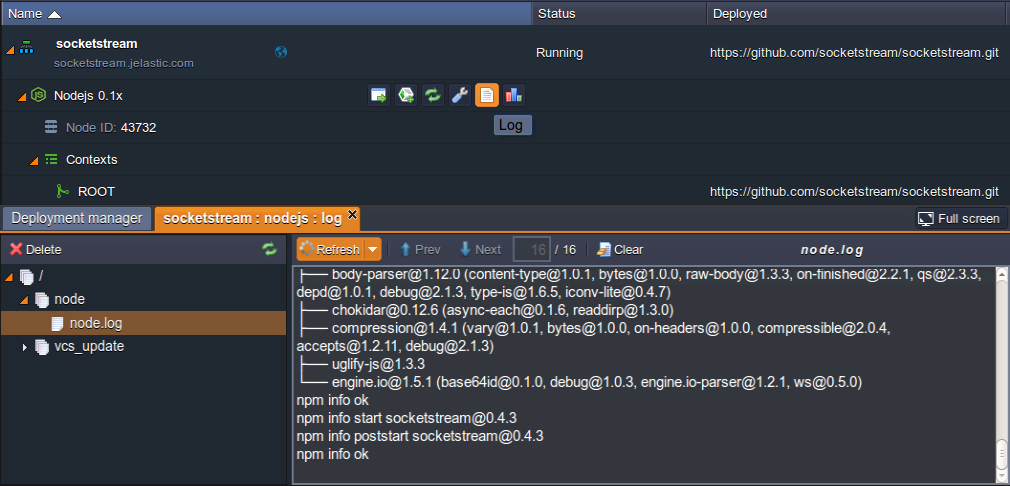 Name Status Deployed
socketstream Running https://github.com/socketstream/socketstream.git
socketstream.jelastic.com
Nodejs 0.1x
Node ID: 43732 Log
Contexts
ROOT https://github.com/socketstream/socketstream.git
Deployment manager socketstream : nodejs : log Full screen
Delete Refresh Prev Next 16 / 16 Clear node.log
/
node
node.log
vcs_update
├── body-parser@1.12.0 (content-type@1.0.1, bytes@1.0.0, raw-body@1.3.3, on-finished@2.2.1, qs@2.3.3,
depd@1.0.1, debug@2.1.3, type-is@1.6.5, iconv-lite@0.4.7)
├── chokidar@0.12.6 (async-each@0.1.6, readdirp@1.3.0)
├── compression@1.4.1 (vary@1.0.1, bytes@1.0.0, on-headers@1.0.0, compressible@2.0.4,
accepts@1.2.11, debug@2.1.3)
├── uglify-js@1.3.3
└── engine.io@1.5.1 (base64id@0.1.0, debug@1.0.3, engine.io-parser@1.2.1, ws@0.5.0)
npm info ok
npm info start socketstream@0.4.3
npm info poststart socketstream@0.4.3
npm info ok